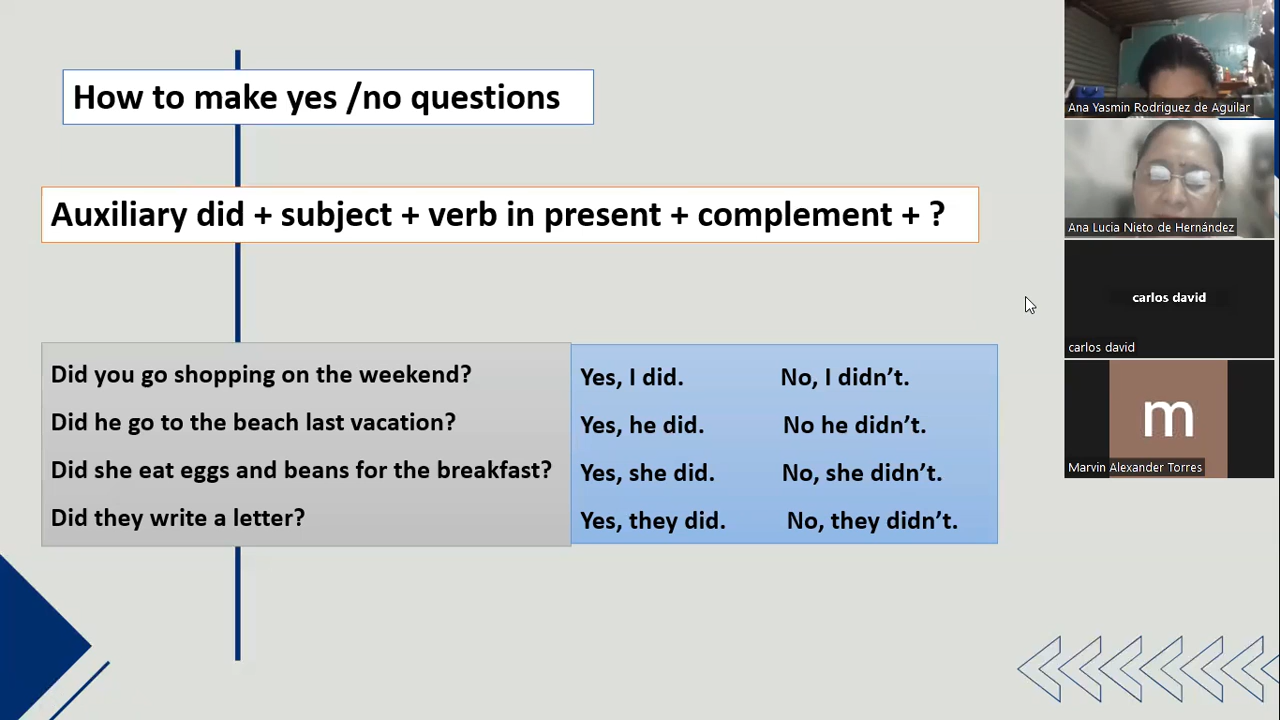 How to make yes /no questions
Auxiliary did + subject + verb in present + complement + ?
Did you go shopping on the weekend?
Did he go to the beach last vacation?
Did she eat eggs and beans for the breakfast?
Did they write a letter?
Yes, I did. No, I didn’t.
Yes, he did. No he didn’t.
Yes, she did. No, she didn’t.
Yes, they did. No, they didn’t.
Ana Yasmin Rodriguez de Aguilar
Ana Lucia Nieto de Hernández
carlos david
carlos david
m
Marvin Alexander Torres